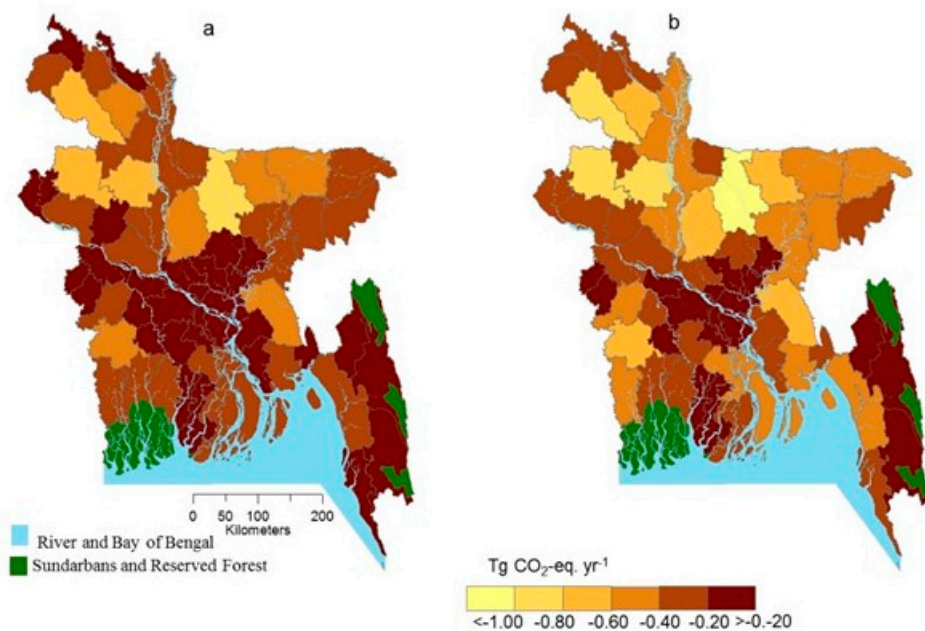 a b
0 50 100 200
Kilometers
River and Bay of Bengal
Sundarbans and Reserved Forest
Tg CO₂-eq. yr⁻¹
<-1.00 -0.80 -0.60 -0.40 -0.20 >-0.-20